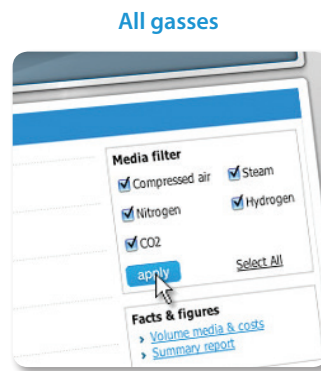 All gasses
Media filter
Compressed air Steam
Nitrogen Hydrogen
CO2
apply Select All
Facts & figures
› Volume media & costs
› Summary report